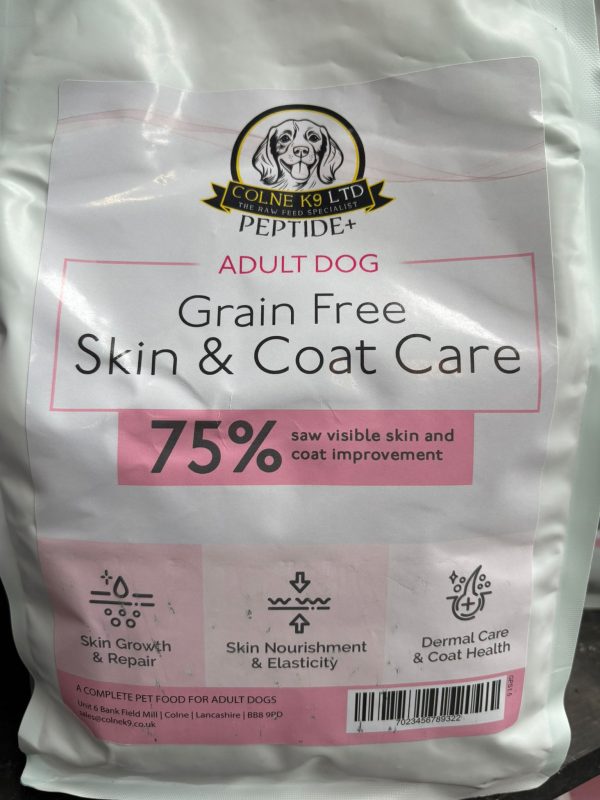 COLNE K9 LTD
THE RAW FEED SPECIALIST
PEPTIDE+
ADULT DOG
Grain Free
Skin & Coat Care
75%
saw visible skin and
coat improvement
Skin Growth
& Repair
Skin Nourishment
& Elasticity
Dermal Care
& Coat Health
A COMPLETE PET FOOD FOR ADULT DOGS
Unit 6 Bank Field Mill | Colne | Lancashire | BB8 9PD
sales@colnek9.co.uk
7023456789322